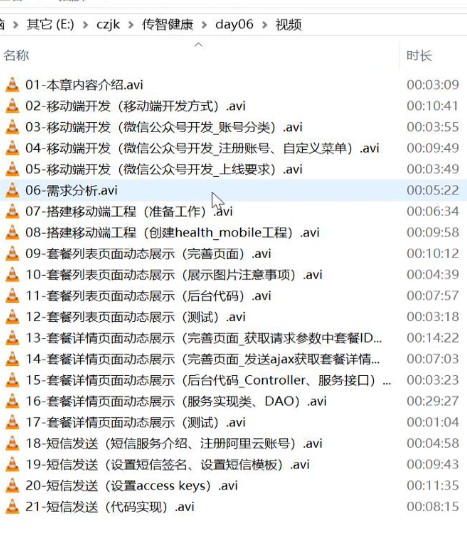 其它 (E:) > czjk > 传智健康 > day06 > 视频
名称 时长
01-本章内容介绍.avi 00:03:09
02-移动端开发（移动端开发方式）.avi 00:10:41
03-移动端开发（微信公众号开发_账号分类）.avi 00:03:55
04-移动端开发（微信公众号开发_注册账号、自定义菜单）.avi 00:09:49
05-移动端开发（微信公众号开发_上线要求）.avi 00:03:49
06-需求分析.avi 00:05:22
07-搭建移动端工程（准备工作）.avi 00:06:34
08-搭建移动端工程（创建health_mobile工程）.avi 00:09:58
09-套餐列表页面动态展示（完善页面）.avi 00:10:12
10-套餐列表页面动态展示（展示图片注意事项）.avi 00:04:39
11-套餐列表页面动态展示（后台代码）.avi 00:07:57
12-套餐列表页面动态展示（测试）.avi 00:03:18
13-套餐详情页面动态展示（完善页面_获取请求参数中套餐ID... 00:14:22
14-套餐详情页面动态展示（完善页面_发送ajax获取套餐详情... 00:07:03
15-套餐详情页面动态展示（后台代码_Controller、服务接口）... 00:03:23
16-套餐详情页面动态展示（服务实现类、DAO）.avi 00:29:27
17-套餐详情页面动态展示（测试）.avi 00:01:04
18-短信发送（短信服务介绍、注册阿里云账号）.avi 00:04:58
19-短信发送（设置短信签名、设置短信模板）.avi 00:09:43
20-短信发送（设置access keys）.avi 00:11:35
21-短信发送（代码实现）.avi 00:08:15